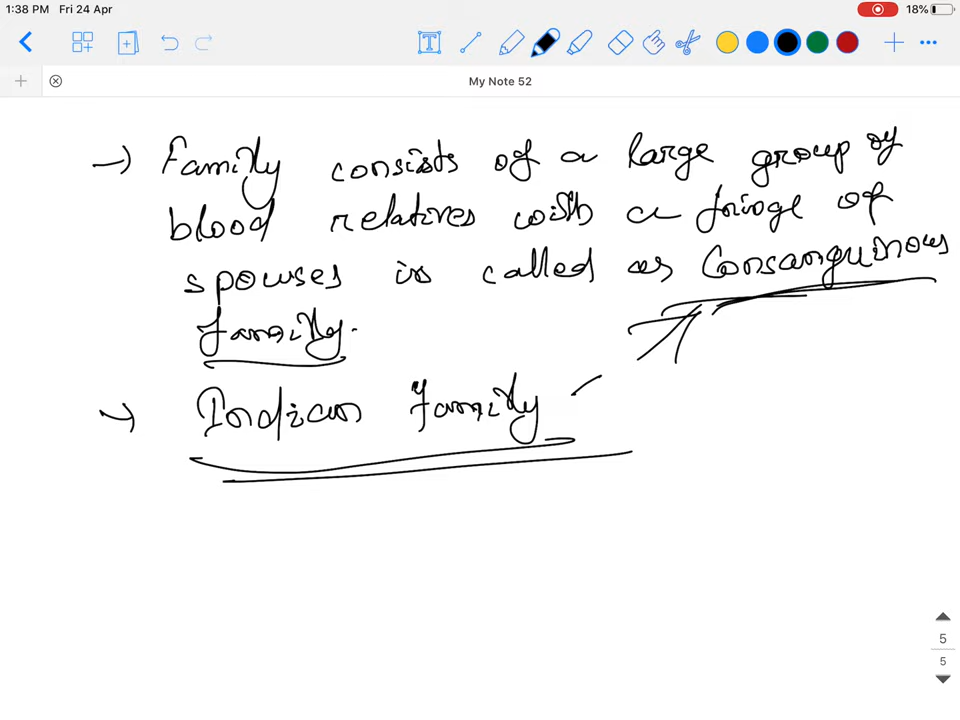 1:38 PM Fri 24 Apr
18%
My Note 52
→ Family consists of a large group of
blood relatives with a fringe of
spouses is called as Consanguinous
family.
→ Indian family
5
5